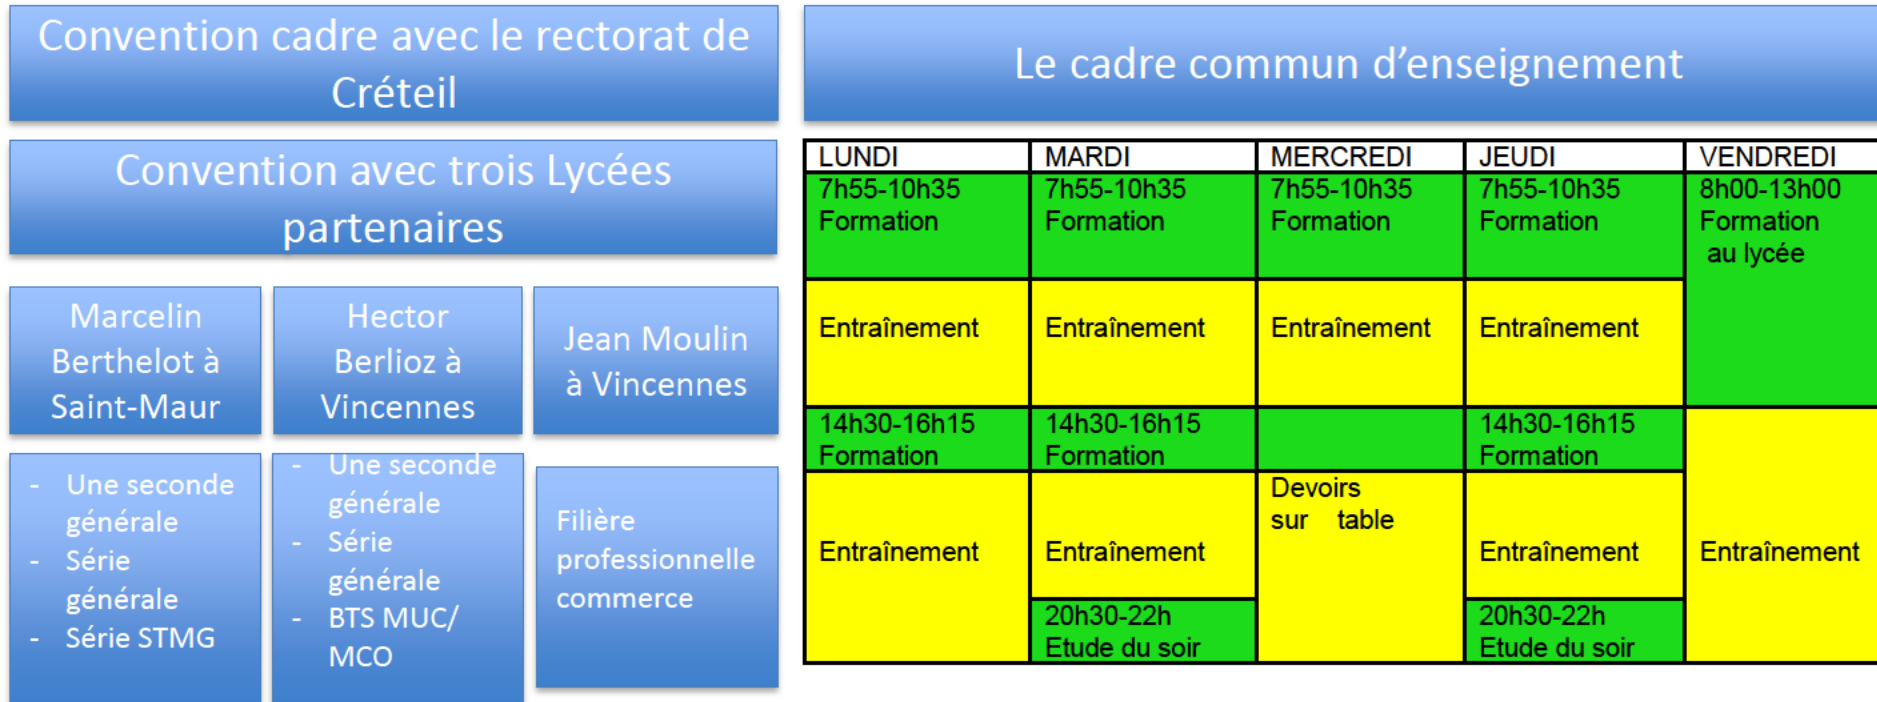 Convention cadre avec le rectorat de
Créteil
Convention avec trois Lycées
partenaires
Marcelin
Berthelot à
Saint-Maur
Hector
Berlioz à
Vincennes
Jean Moulin
à Vincennes
- Une seconde
générale
- Série
générale
- Série STMG
- Une seconde
générale
- Série
générale
- BTS MUC/
MCO
Filière
professionnelle
commerce
Le cadre commun d'enseignement
LUNDI MARDI MERCREDI JEUDI VENDREDI
7h55-10h35 7h55-10h35 7h55-10h35 7h55-10h35 8h00-13h00
Formation Formation Formation Formation Formation
au lycée
Entraînement Entraînement Entraînement Entraînement
14h30-16h15 14h30-16h15 14h30-16h15
Formation Formation Formation
Devoirs
sur table
Entraînement Entraînement Entraînement Entraînement
20h30-22h 20h30-22h
Etude du soir Etude du soir